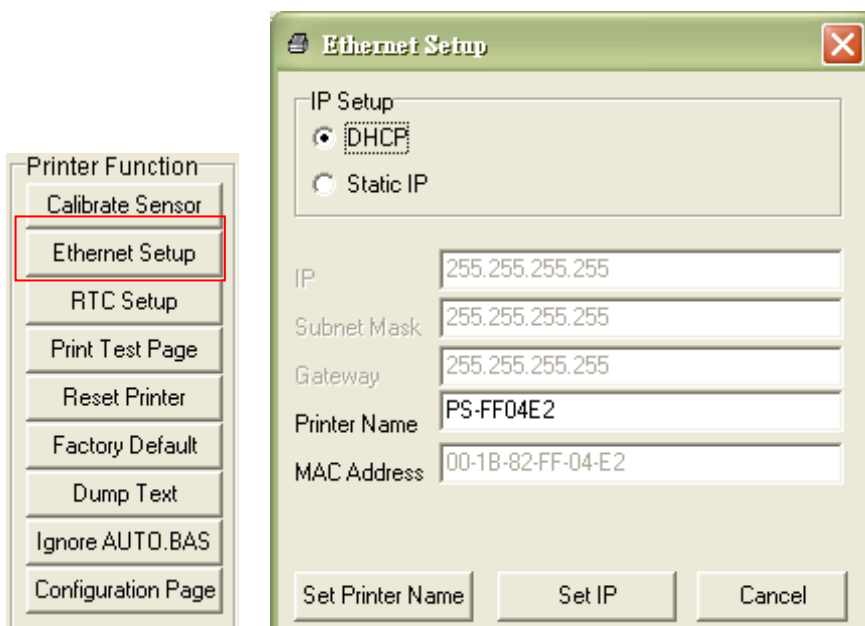 Printer Function
Calibrate Sensor
Ethernet Setup
RTC Setup
Print Test Page
Reset Printer
Factory Default
Dump Text
Ignore AUTO.BAS
Configuration Page
Ethernet Setup
IP Setup
DHCP
Static IP
IP 255.255.255.255
Subnet Mask 255.255.255.255
Gateway 255.255.255.255
Printer Name PS-FF04E2
MAC Address 00-1B-82-FF-04-E2
Set Printer Name Set IP Cancel